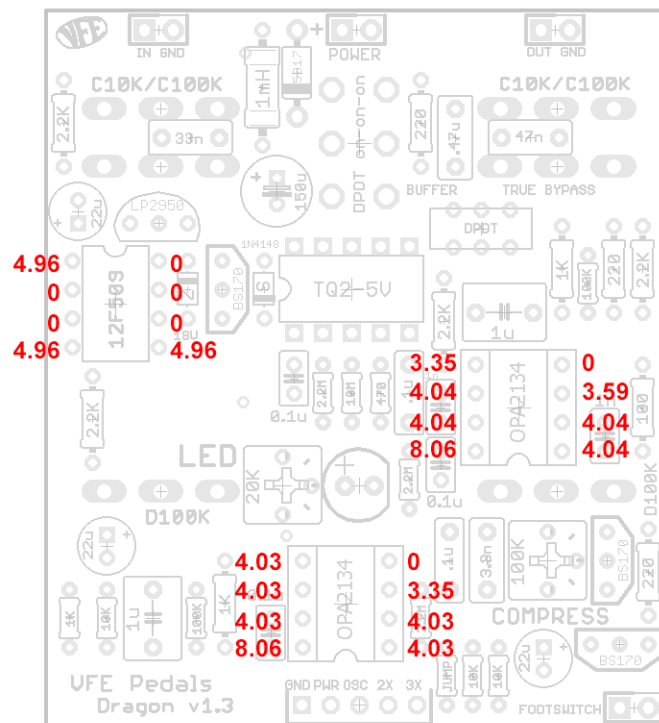 VFE
IN GND
POWER
OUT GND
C10K/C100K
1mH
5817
on-on-on
C10K/C100K
2.2K
33n
220
.47u
47n
DPDT
150u
BUFFER
TRUE BYPASS
22u
LP2950
DPDT
1N4148
4.96 0
0 0
0 0
4.96 4.96
12F509
18V
BS170
TQ2-5V
1K
100K
220
2.2K
2.2K
1u
3.35 0
4.04 3.59
4.04 4.04
8.06 4.04
OPA2134
100
0.1u
2.2M
10M
470
.1u
2.2K
LED
20K
2.2M
0.1u
D100K
D100K
22u
4.03 0
4.03 3.35
4.03 4.03
8.06 4.03
OPA2134
.1u
3.8n
100K
BS170
220
COMPRESS
1K
10K
1u
100K
1K
22u
BS170
VFE Pedals
Dragon v1.3
GND PWR OSC 2X 3X
JUMP
10K
10K
FOOTSWITCH